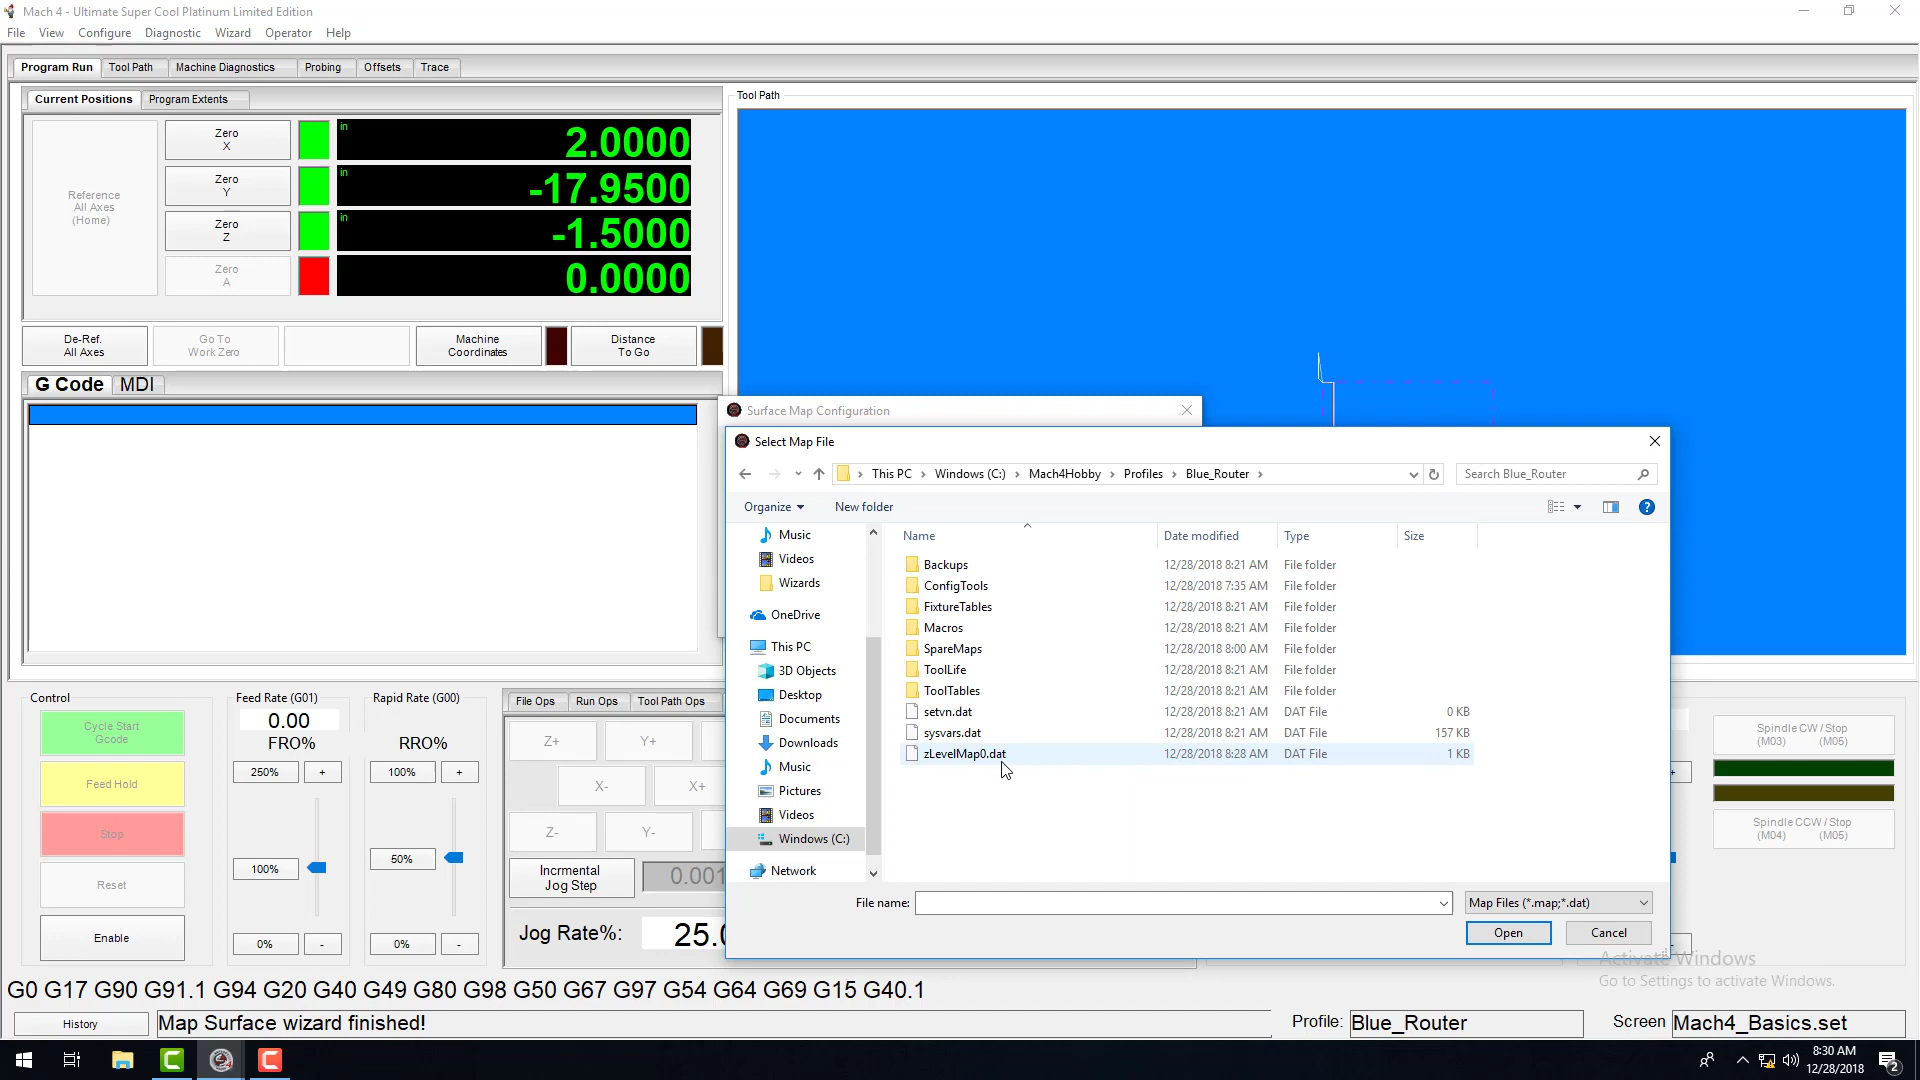 Mach 4 - Ultimate Super Cool Platinum Limited Edition
File View Configure Diagnostic Wizard Operator Help
Program Run Tool Path Machine Diagnostics Probing Offsets Trace
Current Positions Program Extents
Tool Path
Reference
All Axes
(Home)
Zero
X
in
2.0000
Zero
Y
in
-17.9500
Zero
Z
in
-1.5000
Zero
A
0.0000
De-Ref.
All Axes
Go To
Work Zero
Machine
Coordinates
Distance
To Go
G Code MDI
Surface Map Configuration
Select Map File
This PC Windows (C:) Mach4Hobby Profiles Blue_Router
Search Blue_Router
Organize New folder
Music
Videos
Wizards
OneDrive
This PC
3D Objects
Desktop
Documents
Downloads
Music
Pictures
Videos
Windows (C:)
Network
Name Date modified Type Size
Backups 12/28/2018 8:21 AM File folder
ConfigTools 12/28/2018 7:35 AM File folder
FixtureTables 12/28/2018 8:21 AM File folder
Macros 12/28/2018 8:21 AM File folder
SpareMaps 12/28/2018 8:00 AM File folder
ToolLife 12/28/2018 8:21 AM File folder
ToolTables 12/28/2018 8:21 AM File folder
setvn.dat 12/28/2018 8:21 AM DAT File 0 KB
sysvars.dat 12/28/2018 8:21 AM DAT File 157 KB
zLevelMap0.dat 12/28/2018 8:28 AM DAT File 1 KB
File name:
Map Files (*.map;*.dat)
Open Cancel
Control
Cycle Start
Gcode
Feed Hold
Stop
Reset
Enable
Feed Rate (G01)
0.00
FRO%
250% +
100%
0% -
Rapid Rate (G00)
RRO%
100% +
50%
0% -
File Ops Run Ops Tool Path Ops
Z+ Y+
X- X+
Z- Y-
Incrmental
Jog Step
0.001
Jog Rate%: 25.0
+
Spindle CW / Stop
(M03) (M05)
Spindle CCW / Stop
(M04) (M05)
Activate Windows
Go to Settings to activate Windows.
G0 G17 G90 G91.1 G94 G20 G40 G49 G80 G98 G50 G67 G97 G54 G64 G69 G15 G40.1
History Map Surface wizard finished! Profile: Blue_Router Screen Mach4_Basics.set
8:30 AM
12/28/2018
2